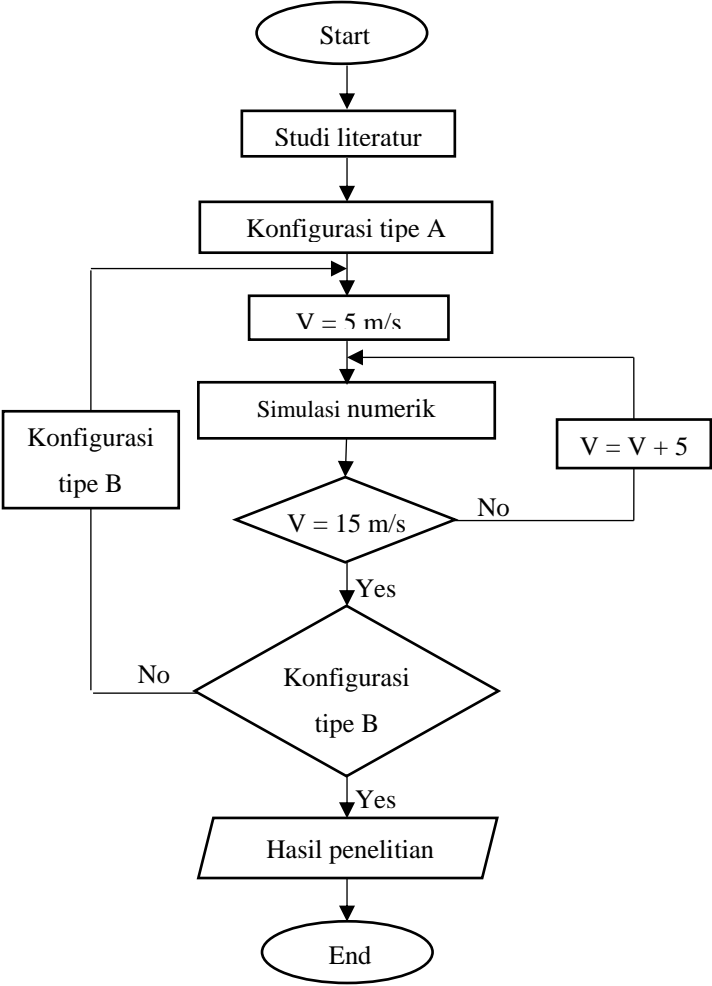 Start
Studi literatur
Konfigurasi tipe A
V = 5 m/s
Simulasi numerik
Konfigurasi
tipe B
V = V + 5
V = 15 m/s
No
Yes
Konfigurasi
tipe B
No
Yes
Hasil penelitian
End